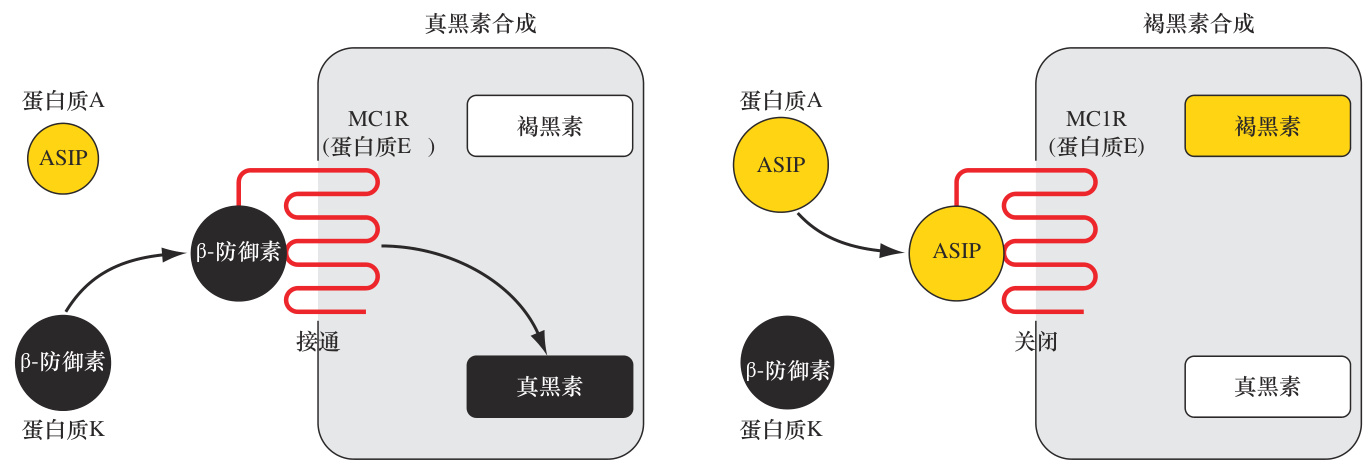 真黑素合成
蛋白质A
ASIP
MC1R
(蛋白质E )
褐黑素
β-防御素
β-防御素
蛋白质K
接通
真黑素
褐黑素合成
蛋白质A
ASIP
MC1R
(蛋白质E)
褐黑素
ASIP
β-防御素
蛋白质K
关闭
真黑素